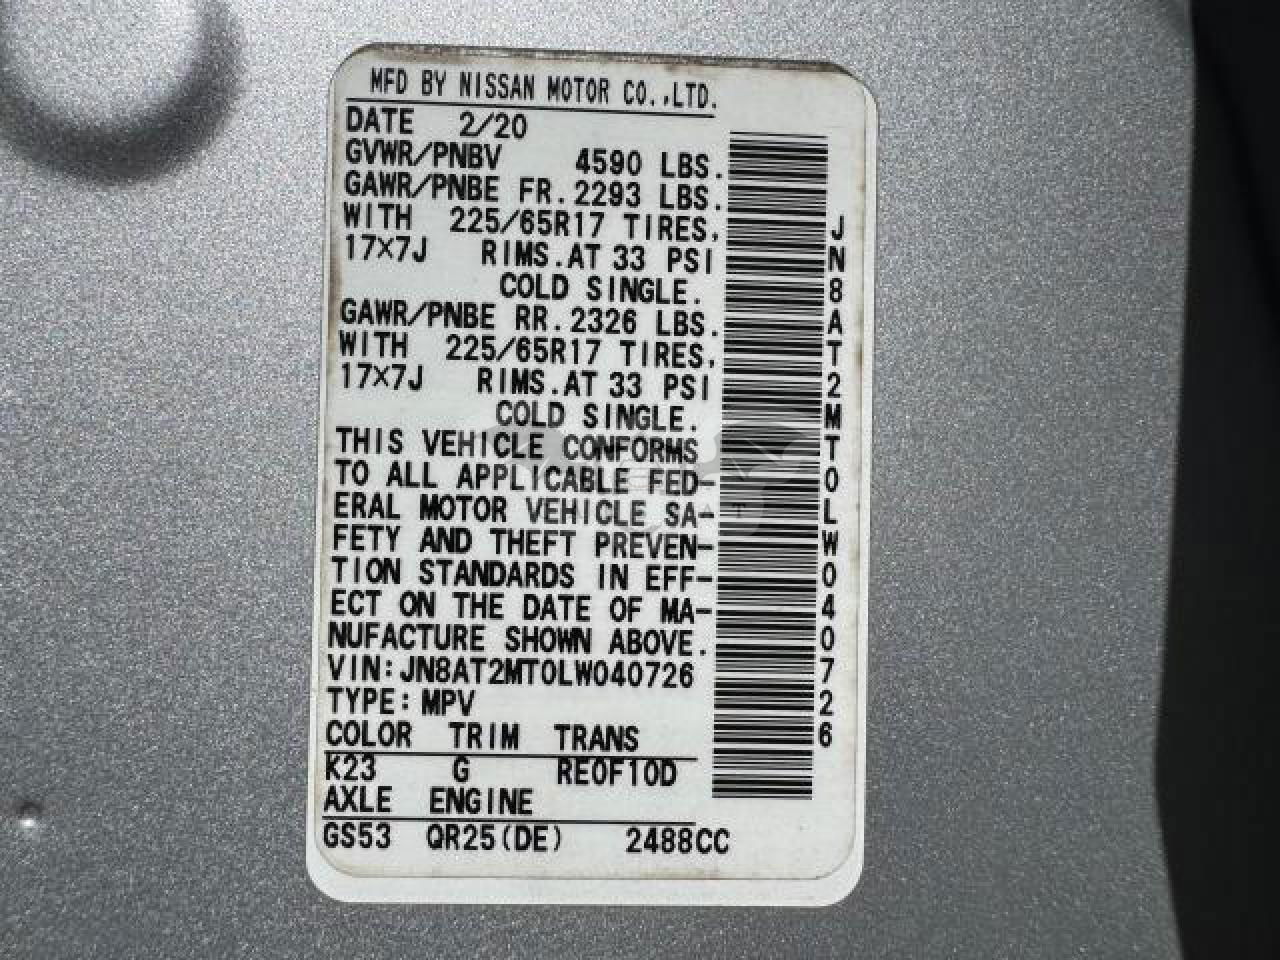 MFD BY NISSAN MOTOR CO.,LTD.
DATE 2/20
GVWR/PNBV 4590 LBS.
GAWR/PNBE FR. 2293 LBS.
WITH 225/65R17 TIRES,
17X7J RIMS.AT 33 PSI
COLD SINGLE.
GAWR/PNBE RR. 2326 LBS.
WITH 225/65R17 TIRES,
17X7J RIMS.AT 33 PSI
COLD SINGLE.
THIS VEHICLE CONFORMS
TO ALL APPLICABLE FED-
ERAL MOTOR VEHICLE SA-
FETY AND THEFT PREVEN-
TION STANDARDS IN EFF-
ECT ON THE DATE OF MA-
NUFACTURE SHOWN ABOVE.
VIN:JN8AT2MT0LW040726
TYPE:MPV
COLOR TRIM TRANS
K23 G RE0F10D
AXLE ENGINE
GS53 QR25(DE) 2488CC
JN8AT2MT0LW040726